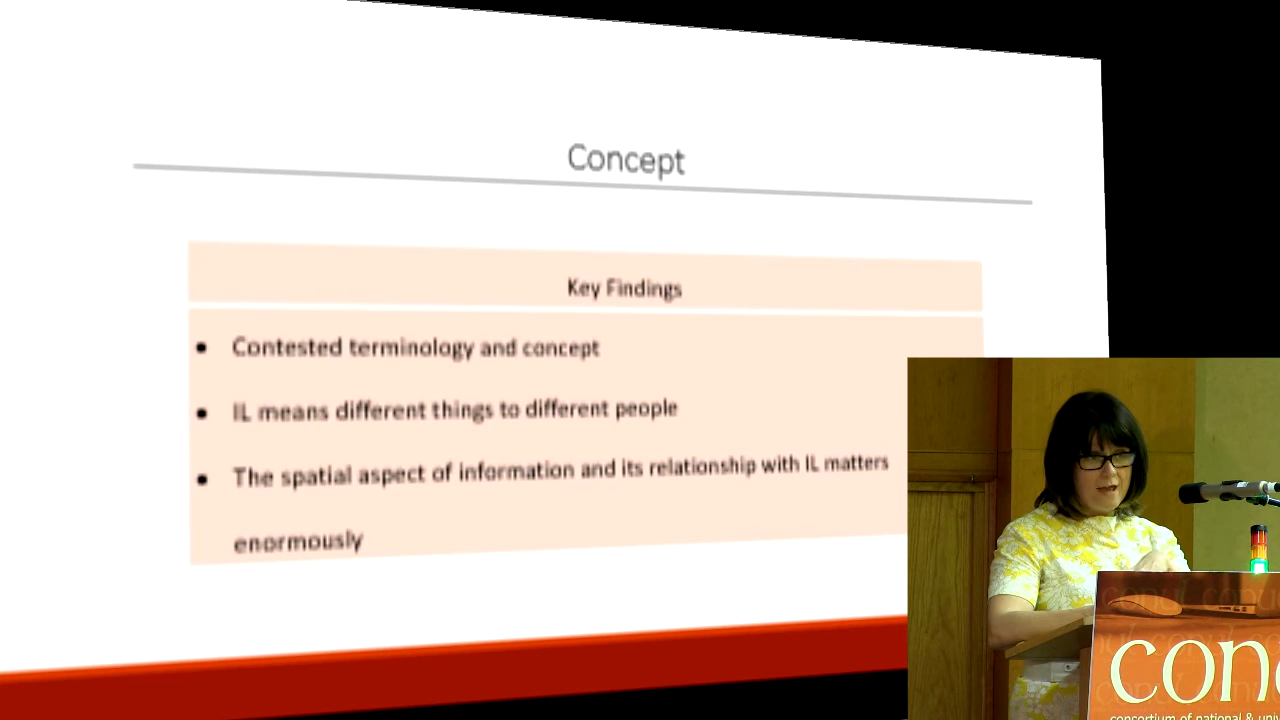 Concept
Key Findings
• Contested terminology and concept
• IL means different things to different people
• The spatial aspect of information and its relationship with IL matters
enormously
con
consortium of national & univ